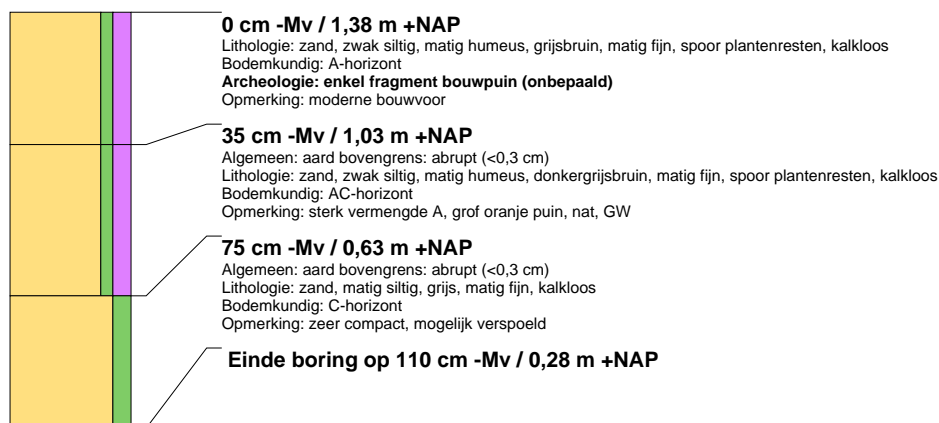 0 cm -Mv / 1,38 m +NAP
Lithologie: zand, zwak siltig, matig humeus, grijsbruin, matig fijn, spoor plantenresten, kalkloos
Bodemkundig: A-horizont
Archeologie: enkel fragment bouwpuin (onbepaald)
Opmerking: moderne bouwvoor
35 cm -Mv / 1,03 m +NAP
Algemeen: aard bovengrens: abrupt (<0,3 cm)
Lithologie: zand, zwak siltig, matig humeus, donkergrijsbruin, matig fijn, spoor plantenresten, kalkloos
Bodemkundig: AC-horizont
Opmerking: sterk vermengde A, grof oranje puin, nat, GW
75 cm -Mv / 0,63 m +NAP
Algemeen: aard bovengrens: abrupt (<0,3 cm)
Lithologie: zand, matig siltig, grijs, matig fijn, kalkloos
Bodemkundig: C-horizont
Opmerking: zeer compact, mogelijk verspoeld
Einde boring op 110 cm -Mv / 0,28 m +NAP